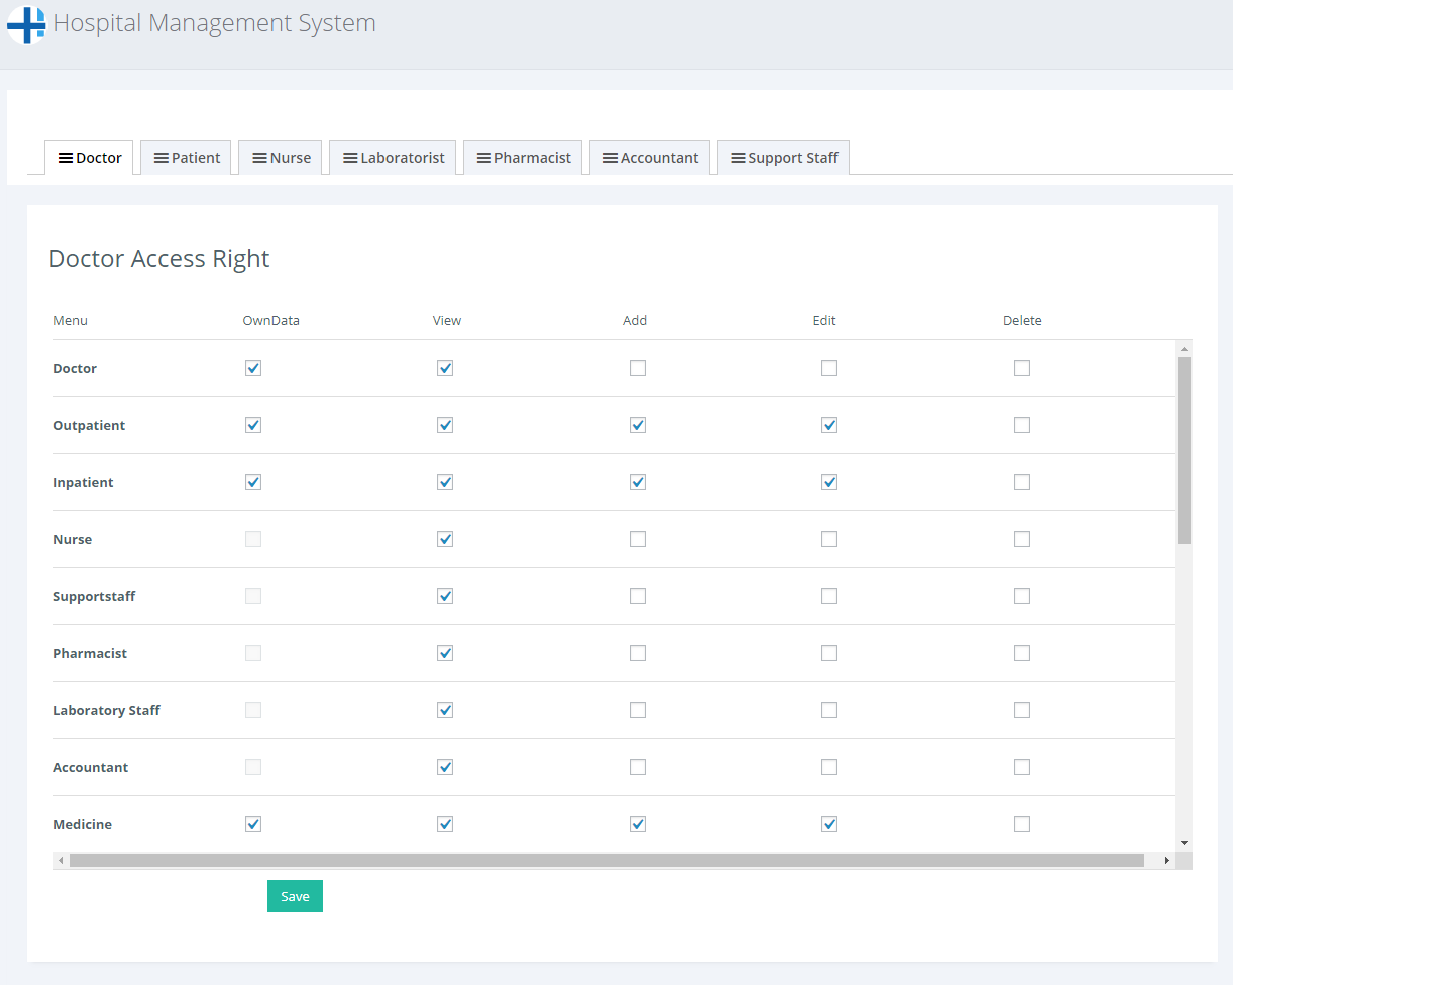 Hospital Management System
Doctor Patient Nurse Laboratorist Pharmacist Accountant Support Staff
Doctor Access Right
Menu OwnData View Add Edit Delete
Doctor
Outpatient
Inpatient
Nurse
Supportstaff
Pharmacist
Laboratory Staff
Accountant
Medicine
Save